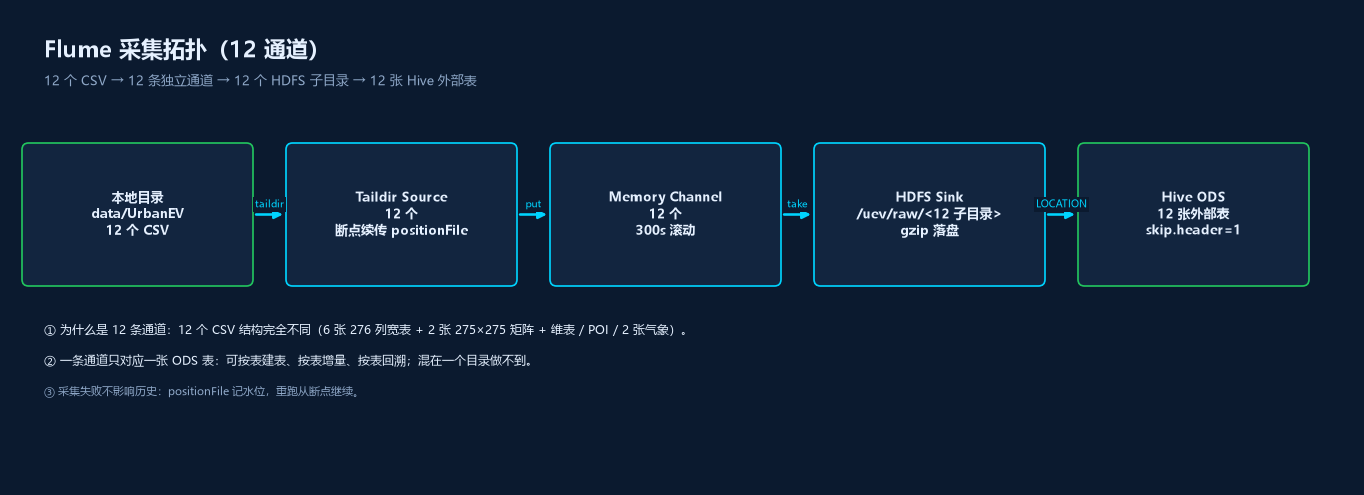 Flume 采集拓扑（12 通道）
12 个 CSV → 12 条独立通道 → 12 个 HDFS 子目录 → 12 张 Hive 外部表
本地目录
data/UrbanEV
12 个 CSV
taildir
Taildir Source
12 个
断点续传 positionFile
put
Memory Channel
12 个
300s 滚动
take
HDFS Sink
/uev/raw/<12 子目录>
gzip 落盘
LOCATION
Hive ODS
12 张外部表
skip.header=1
① 为什么是 12 条通道：12 个 CSV 结构完全不同（6 张 276 列宽表 + 2 张 275×275 矩阵 + 维表 / POI / 2 张气象）。
② 一条通道只对应一张 ODS 表：可按表建表、按表增量、按表回溯；混在一个目录做不到。
③ 采集失败不影响历史：positionFile 记水位，重跑从断点继续。